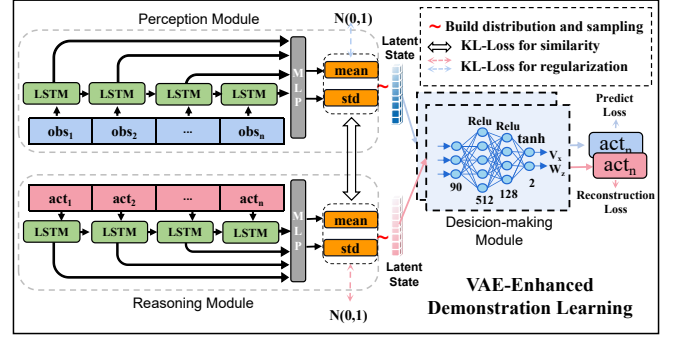 Perception Module
N(0,1)
LSTM
LSTM
LSTM
LSTM
obs1
obs2
...
obsn
M
L
P
mean
std
~
Latent
State
~ Build distribution and sampling
KL-Loss for similarity
KL-Loss for regularization
Relu
Relu
tanh
90
512
128
2
Vx
Wz
Desicion-making
Module
Predict
Loss
actn
actn
Reconstruction
Loss
act1
act2
...
actn
LSTM
LSTM
LSTM
LSTM
M
L
P
mean
std
~
Latent
State
Reasoning Module
N(0,1)
VAE-Enhanced
Demonstration Learning